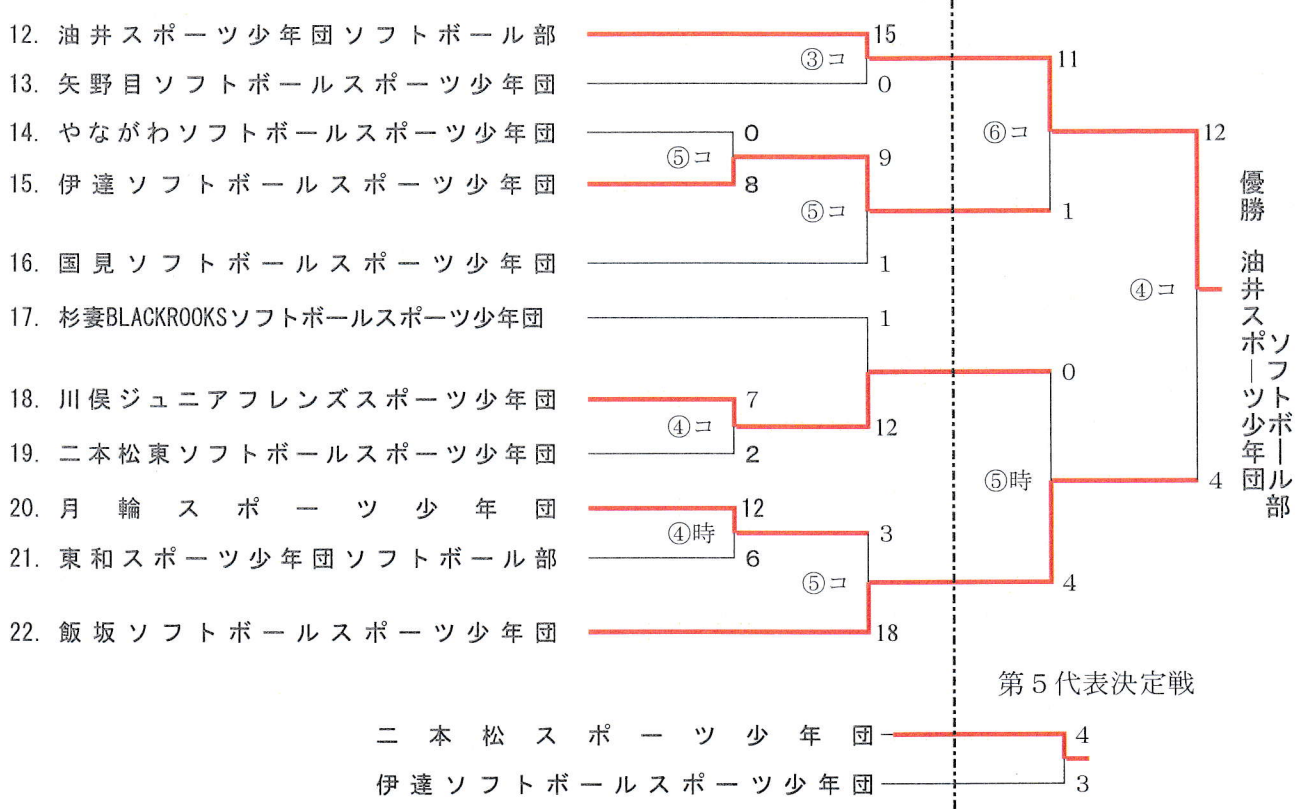 12. 油井スポーツ少年団ソフトボール部 15
③コ 11
13. 矢野目ソフトボールスポーツ少年団 0
14. やながわソフトボールスポーツ少年団 0
⑥コ 12
⑤コ 9
15. 伊達ソフトボールスポーツ少年団 8
⑤コ 1
16. 国見ソフトボールスポーツ少年団 1
④コ
17. 杉妻BLACKROOKSソフトボールスポーツ少年団 1
0
18. 川俣ジュニアフレンズスポーツ少年団 7
④コ 12
19. 二本松東ソフトボールスポーツ少年団 2
⑤時 4
20. 月輪スポーツ少年団 12
④時 3
21. 東和スポーツ少年団ソフトボール部 6
⑤コ 4
22. 飯坂ソフトボールスポーツ少年団 18
優勝 油井スポーツ少年団
ソフトボール部
第5代表決定戦
二本松スポーツ少年団 4
伊達ソフトボールスポーツ少年団 3